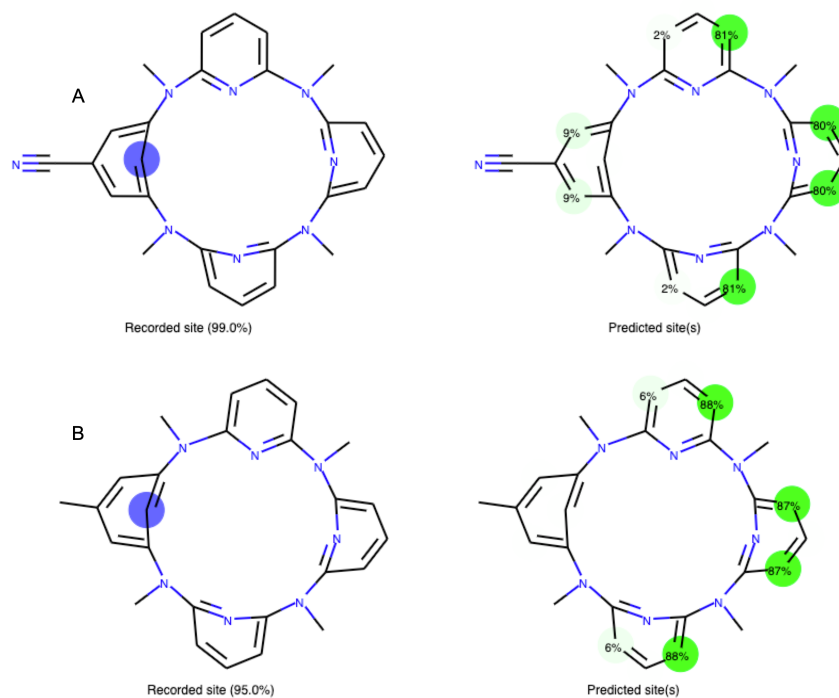 2% 81%
N N N N N
A
9% 80%
N N N N
9% 80%
N N N N
N N
2% 81%
Recorded site (99.0%) Predicted site(s)
6% 88%
B
N N N N
N N N N
87%
N N
87%
N N N N
N N
6% 88%
Recorded site (95.0%) Predicted site(s)